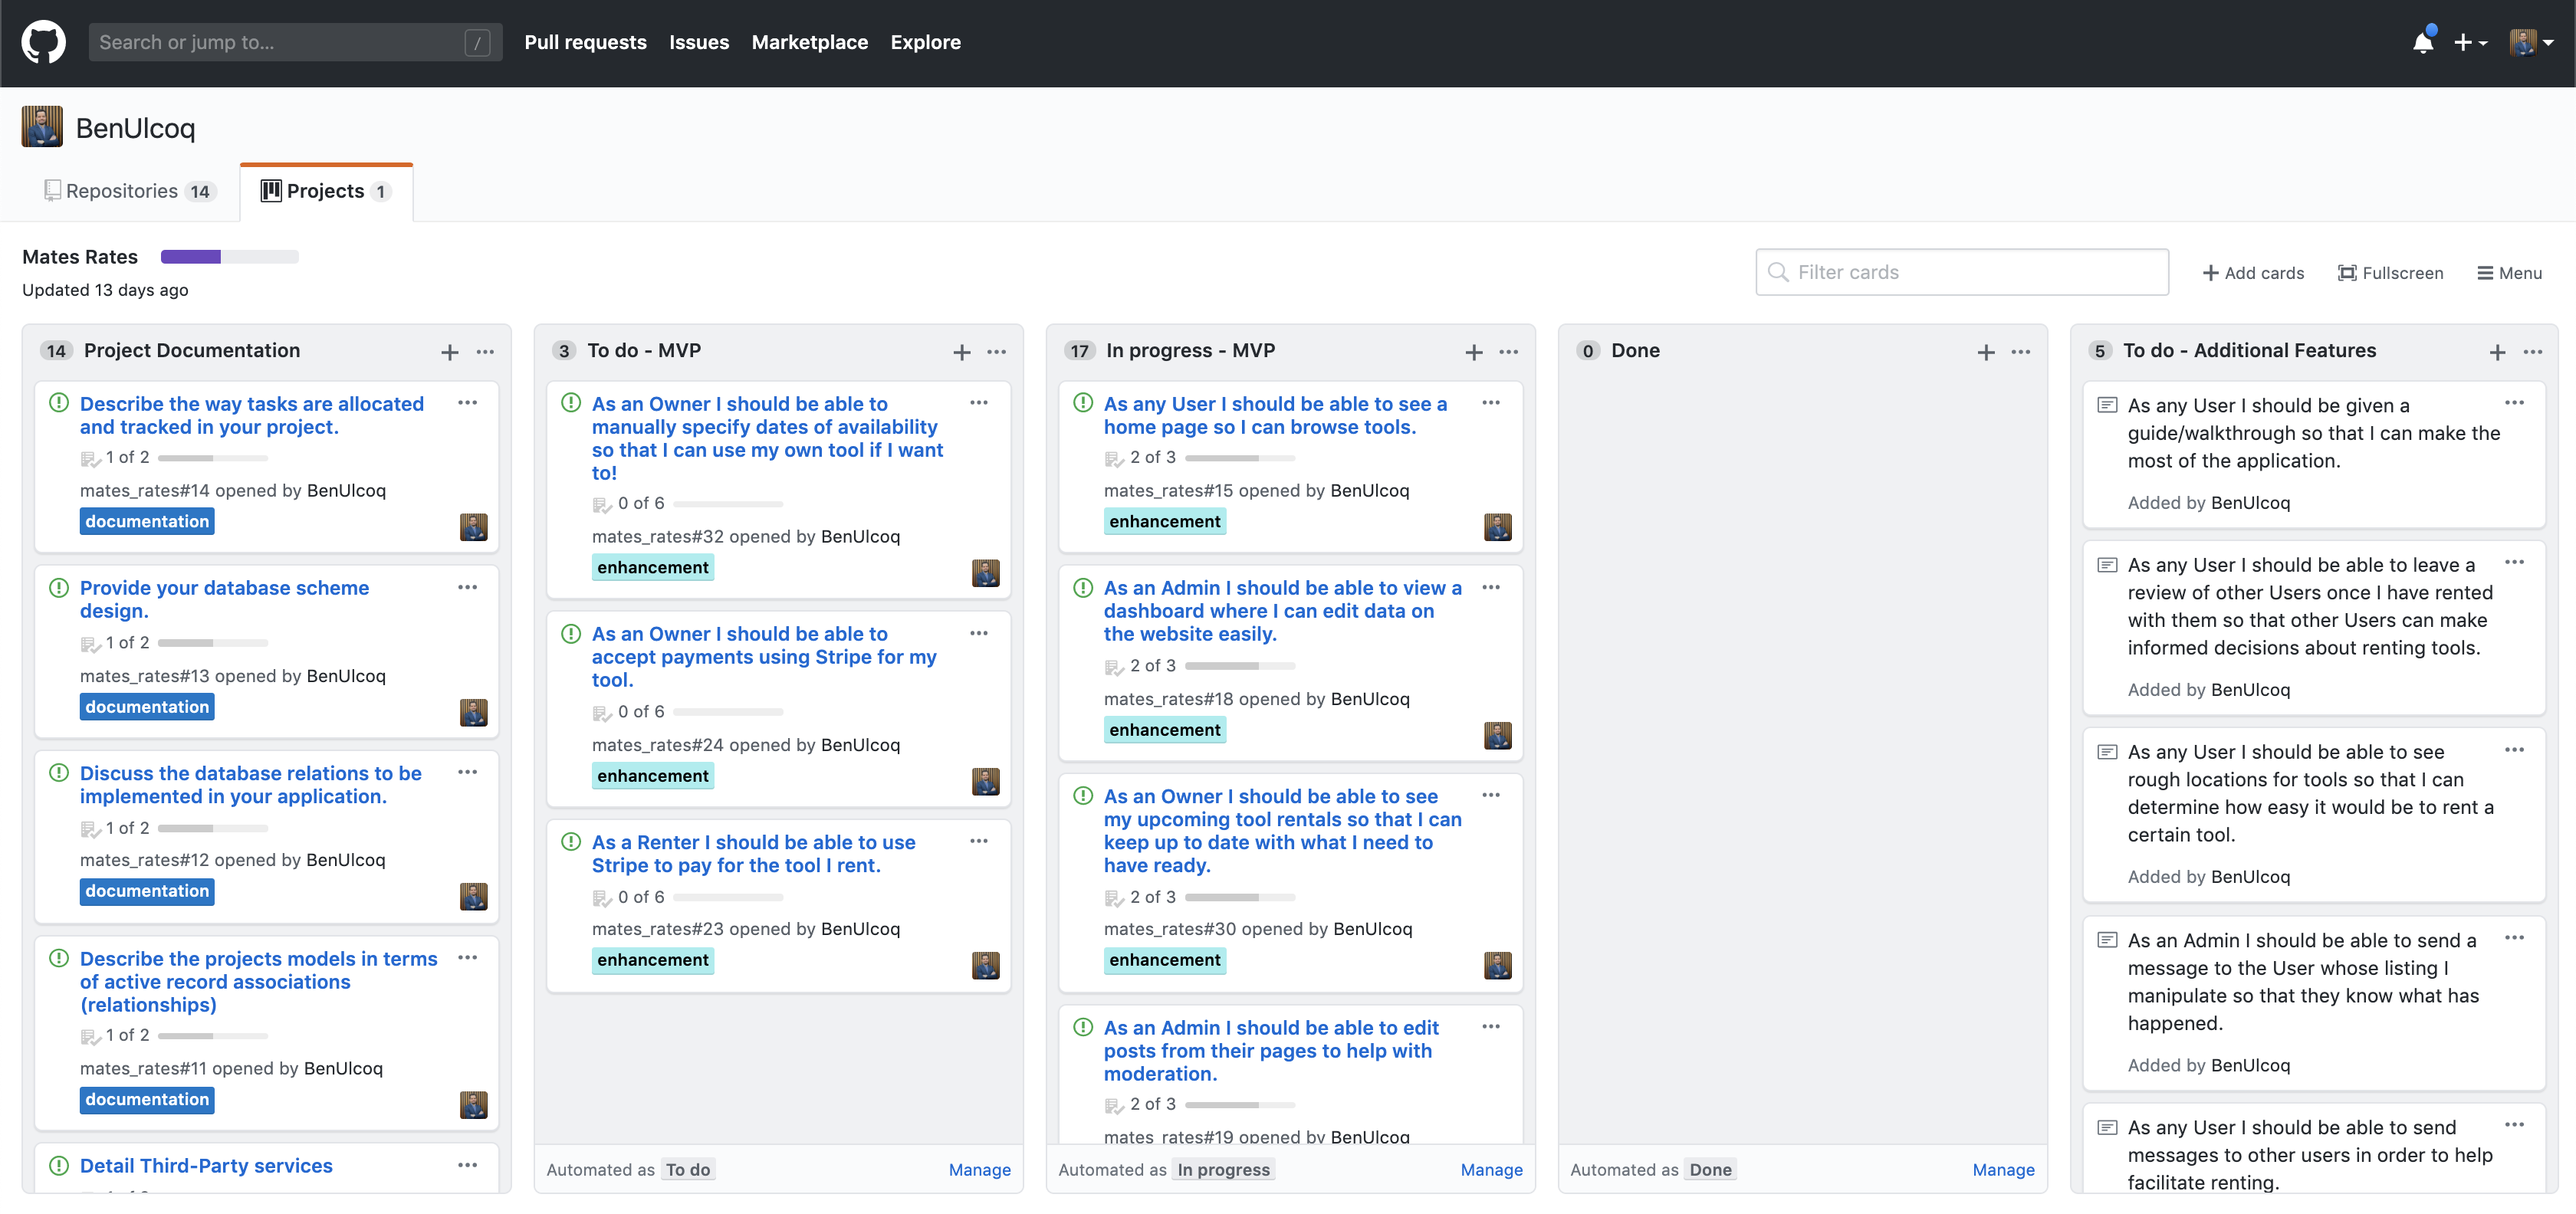 Search or jump to...
/
Pull requests
Issues
Marketplace
Explore
BenUlcoq
Repositories 14
Projects 1
Mates Rates
Updated 13 days ago
Filter cards
Add cards
Fullscreen
Menu
14 Project Documentation
Describe the way tasks are allocated
and tracked in your project.
1 of 2
mates_rates#14 opened by BenUlcoq
documentation
Provide your database scheme
design.
1 of 2
mates_rates#13 opened by BenUlcoq
documentation
Discuss the database relations to be
implemented in your application.
1 of 2
mates_rates#12 opened by BenUlcoq
documentation
Describe the projects models in terms
of active record associations
(relationships)
1 of 2
mates_rates#11 opened by BenUlcoq
documentation
Detail Third-Party services
3 To do - MVP
As an Owner I should be able to
manually specify dates of availability
so that I can use my own tool if I want
to!
0 of 6
mates_rates#32 opened by BenUlcoq
enhancement
As an Owner I should be able to
accept payments using Stripe for my
tool.
0 of 6
mates_rates#24 opened by BenUlcoq
enhancement
As a Renter I should be able to use
Stripe to pay for the tool I rent.
0 of 6
mates_rates#23 opened by BenUlcoq
enhancement
Automated as To do
Manage
17 In progress - MVP
As any User I should be able to see a
home page so I can browse tools.
2 of 3
mates_rates#15 opened by BenUlcoq
enhancement
As an Admin I should be able to view a
dashboard where I can edit data on
the website easily.
2 of 3
mates_rates#18 opened by BenUlcoq
enhancement
As an Owner I should be able to see
my upcoming tool rentals so that I can
keep up to date with what I need to
have ready.
2 of 3
mates_rates#30 opened by BenUlcoq
enhancement
As an Admin I should be able to edit
posts from their pages to help with
moderation.
2 of 3
mates_rates#19 opened by BenUlcoq
Automated as In progress
Manage
0 Done
Automated as Done
Manage
5 To do - Additional Features
As any User I should be given a
guide/walkthrough so that I can make the
most of the application.
Added by BenUlcoq
As any User I should be able to leave a
review of other Users once I have rented
with them so that other Users can make
informed decisions about renting tools.
Added by BenUlcoq
As any User I should be able to see
rough locations for tools so that I can
determine how easy it would be to rent a
certain tool.
Added by BenUlcoq
As an Admin I should be able to send a
message to the User whose listing I
manipulate so that they know what has
happened.
Added by BenUlcoq
As any User I should be able to send
messages to other users in order to help
facilitate renting.